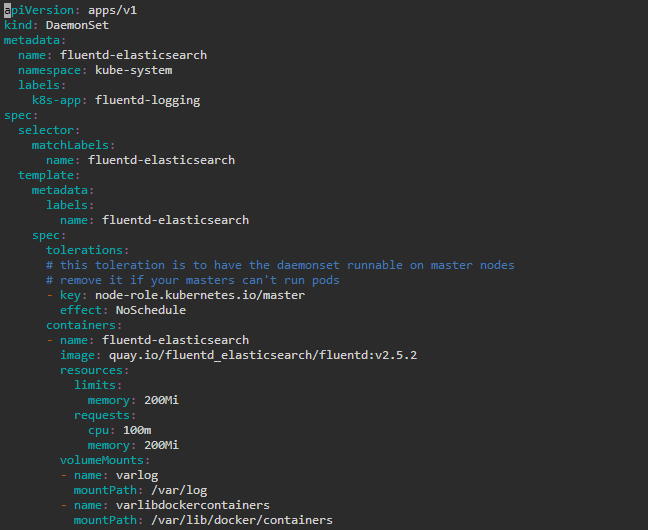 apiVersion: apps/v1
kind: DaemonSet
metadata:
  name: fluentd-elasticsearch
  namespace: kube-system
  labels:
    k8s-app: fluentd-logging
spec:
  selector:
    matchLabels:
      name: fluentd-elasticsearch
  template:
    metadata:
      labels:
        name: fluentd-elasticsearch
    spec:
      tolerations:
      # this toleration is to have the daemonset runnable on master nodes
      # remove it if your masters can't run pods
      - key: node-role.kubernetes.io/master
        effect: NoSchedule
      containers:
      - name: fluentd-elasticsearch
        image: quay.io/fluentd_elasticsearch/fluentd:v2.5.2
        resources:
          limits:
            memory: 200Mi
          requests:
            cpu: 100m
            memory: 200Mi
        volumeMounts:
        - name: varlog
          mountPath: /var/log
        - name: varlibdockercontainers
          mountPath: /var/lib/docker/containers